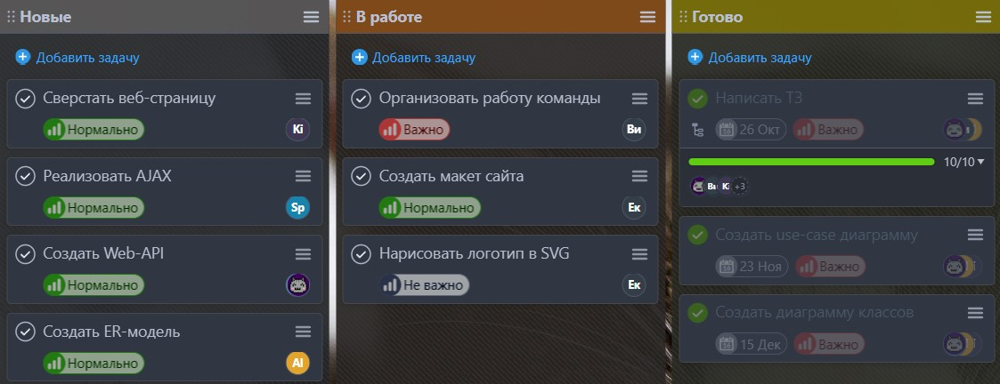 Новые
Добавить задачу
Сверстать веб-страницу
Нормально
Ki
Реализовать AJAX
Нормально
Sp
Создать Web-API
Нормально
Создать ER-модель
Нормально
Al
В работе
Добавить задачу
Организовать работу команды
Важно
Ви
Создать макет сайта
Нормально
Ек
Нарисовать логотип в SVG
Не важно
Ек
Готово
Добавить задачу
Написать ТЗ
26 Окт
Важно
10/10
Ви
Ki
+3
Создать use-case диаграмму
23 Ноя
Важно
Создать диаграмму классов
15 Дек
Важно